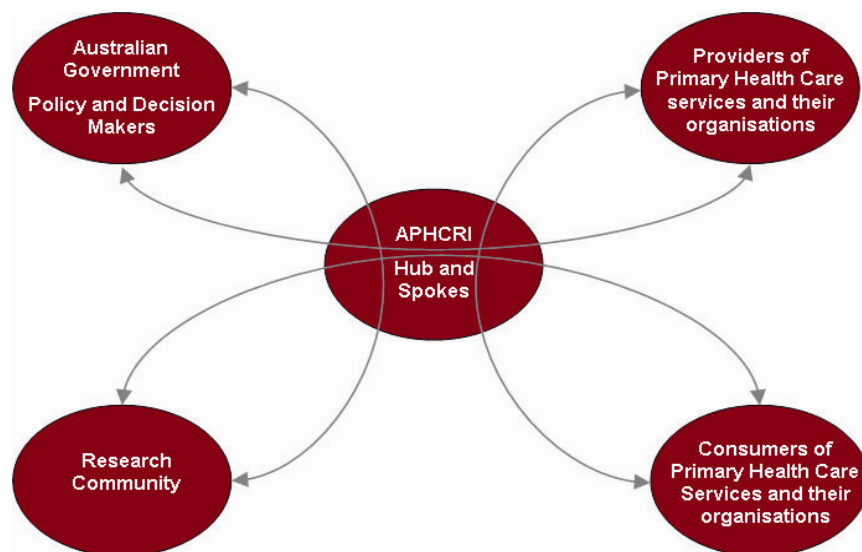 Australian
Government
Policy and Decision
Makers
Providers of
Primary Health Care
services and their
organisations
APHCRI
Hub and
Spokes
Research
Community
Consumers of
Primary Health Care
Services and their
organisations